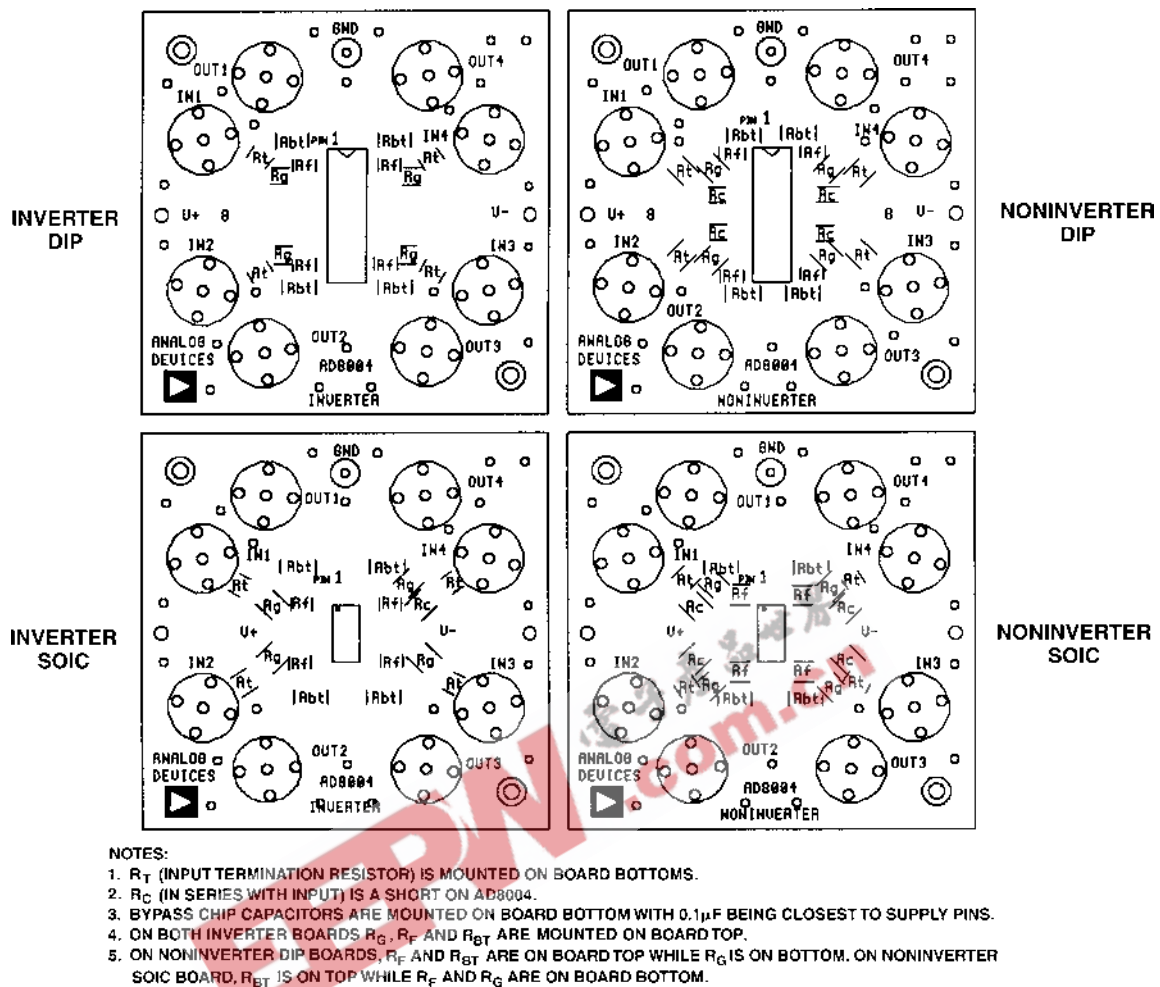 GND
OUT1
OUT4
IN1
IN4
Rbt PIN 1 Rbt
Rt Rf Rf Rt
Rg Rg
INVERTER
DIP
V+ 8 V-
IN2
IN3
Rg Rg
Rt Rf Rf Rt
Rbt Rbt
OUT2
OUT3
ANALOG
DEVICES
AD8004
INVERTER
GND
OUT1
OUT4
IN1
IN4
PIN 1
Rbt Rbt
Rf Rf
Rt Rg Rg Rt
Rc Rc
V+ 8 8 V-
NONINVERTER
DIP
IN2
IN3
Rc Rc
Rt Rg Rg Rt
Rf Rf
Rbt Rbt
OUT2
OUT3
ANALOG
DEVICES
AD8004
NONINVERTER
GND
OUT1
OUT4
IN1
IN4
Rbt PIN 1 Rbt
Rt Rg Rt
Rg Rf Rf Rc
INVERTER
SOIC
V+ V-
IN2
IN3
Rg Rf Rf Rg
Rt Rt
Rbt Rbt
OUT2
OUT3
ANALOG
DEVICES
AD8004
INVERTER
GND
OUT1
OUT4
IN1
IN4
Rbt PIN 1 Rbt
Rt Rg Rf Rf Rg Rt
Rc Rc
V+ V-
NONINVERTER
SOIC
IN2
IN3
Rc Rf Rf Rc
Rt Rg Rg Rt
Rbt Rbt
OUT2
OUT3
ANALOG
DEVICES
AD8004
NONINVERTER
EEPW .com.cn
NOTES:
1. RT (INPUT TERMINATION RESISTOR) IS MOUNTED ON BOARD BOTTOMS.
2. RC (IN SERIES WITH INPUT) IS A SHORT ON AD8004.
3. BYPASS CHIP CAPACITORS ARE MOUNTED ON BOARD BOTTOM WITH 0.1µF BEING CLOSEST TO SUPPLY PINS.
4. ON BOTH INVERTER BOARDS RG, RF AND RBT ARE MOUNTED ON BOARD TOP.
5. ON NONINVERTER DIP BOARDS, RF AND RBT ARE ON BOARD TOP WHILE RG IS ON BOTTOM. ON NONINVERTER
SOIC BOARD, RBT IS ON TOP WHILE RF AND RG ARE ON BOARD BOTTOM.